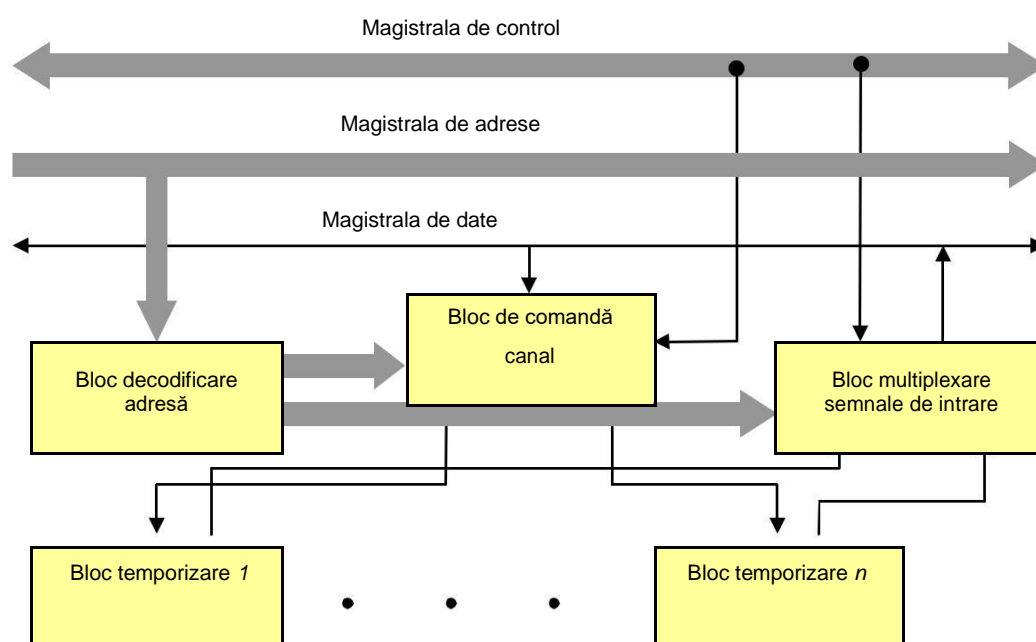 Magistrala de control
Magistrala de adrese
Magistrala de date
Bloc de comandă
canal
Bloc decodificare
adresă
Bloc multiplexare
semnale de intrare
Bloc temporizare 1
Bloc temporizare n